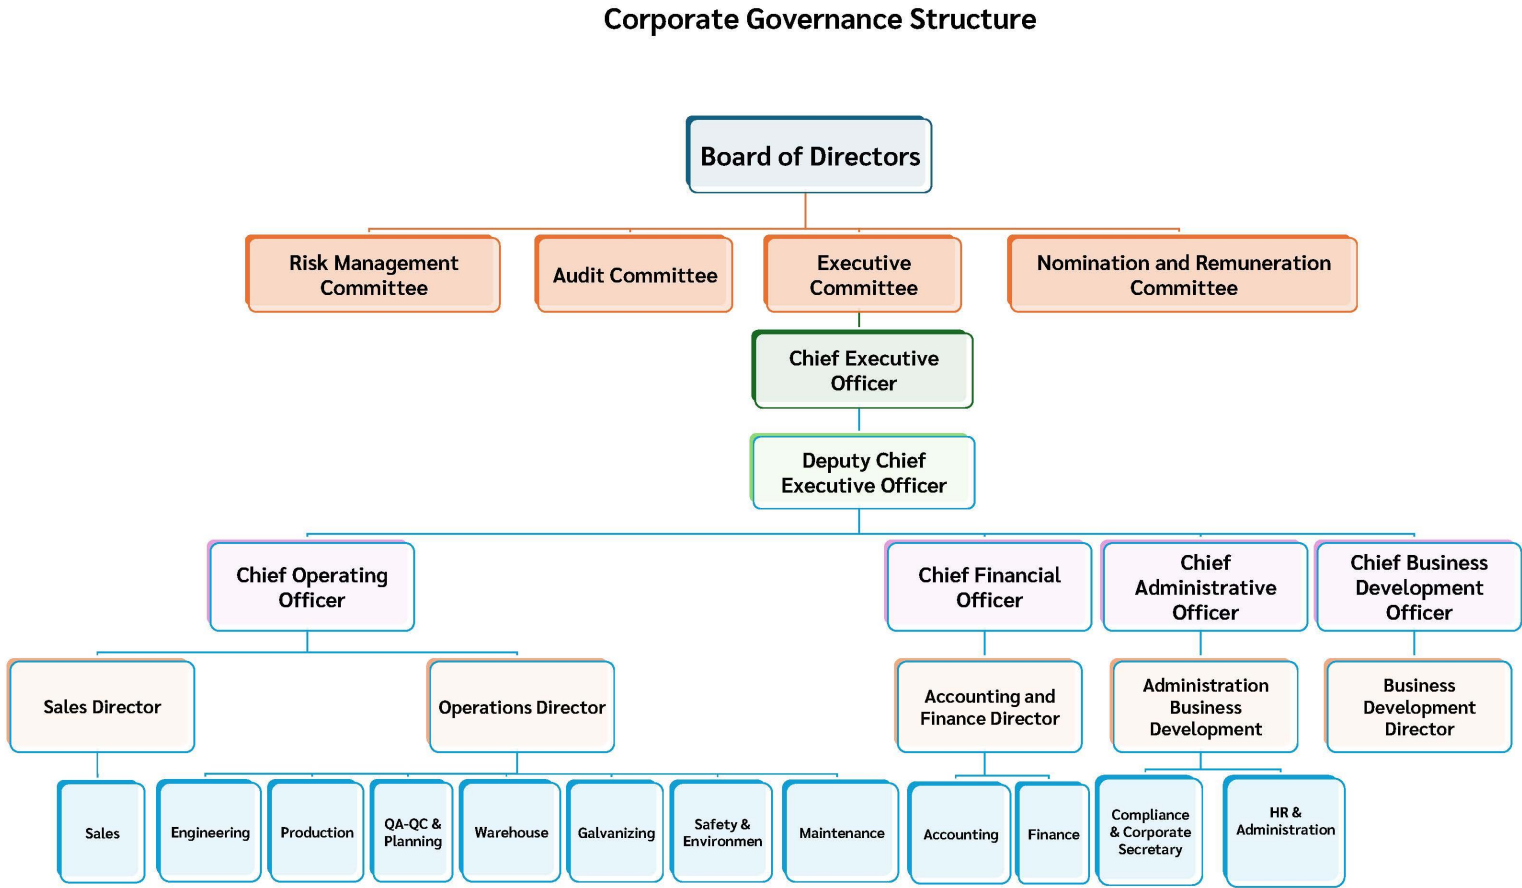 Corporate Governance Structure
Board of Directors
Risk Management
Committee
Audit Committee
Executive
Committee
Nomination and Remuneration
Committee
Chief Executive
Officer
Deputy Chief
Executive Officer
Chief Operating
Officer
Chief Financial
Officer
Chief
Administrative
Officer
Chief Business
Development
Officer
Sales Director
Operations Director
Accounting and
Finance Director
Administration
Business
Development
Business
Development
Director
Sales
Engineering
Production
QA-QC &
Planning
Warehouse
Galvanizing
Safety &
Environmen
Maintenance
Accounting
Finance
Compliance
& Corporate
Secretary
HR &
Administration